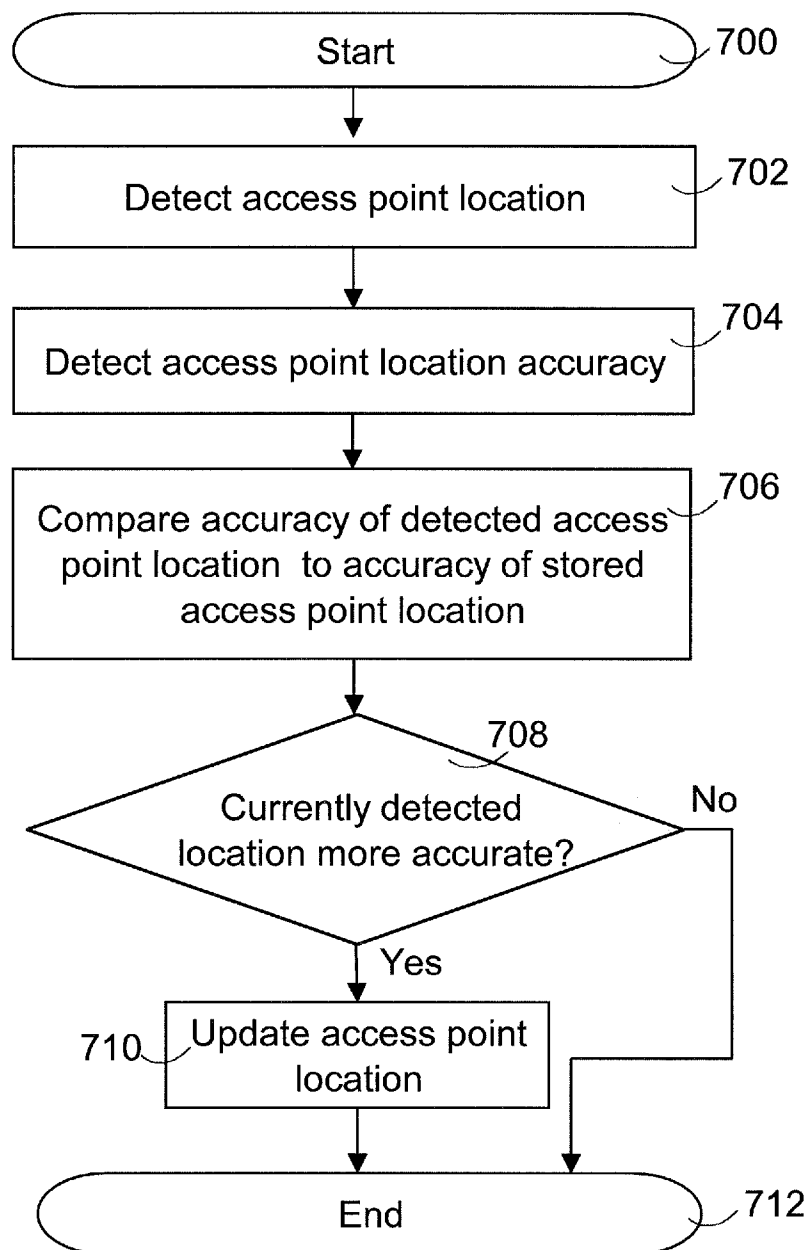 Start
700
Detect access point location
702
704
Detect access point location accuracy
706
Compare accuracy of detected access
point location to accuracy of stored
access point location
708
Currently detected
location more accurate?
No
Yes
710
Update access point
location
End
712